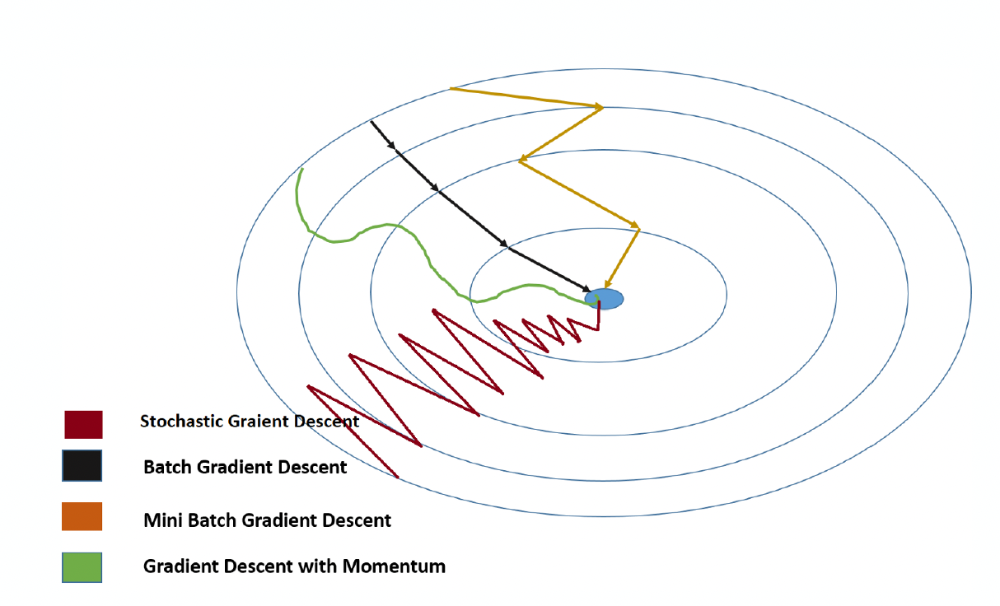 Stochastic Graient Descent
Batch Gradient Descent
Mini Batch Gradient Descent
Gradient Descent with Momentum